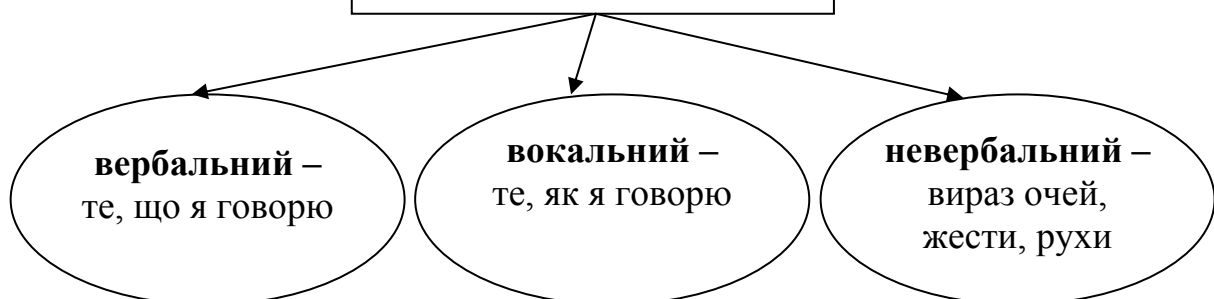 вербальний –
те, що я говорю
вокальний –
те, як я говорю
невербальний –
вираз очей,
жести, рухи